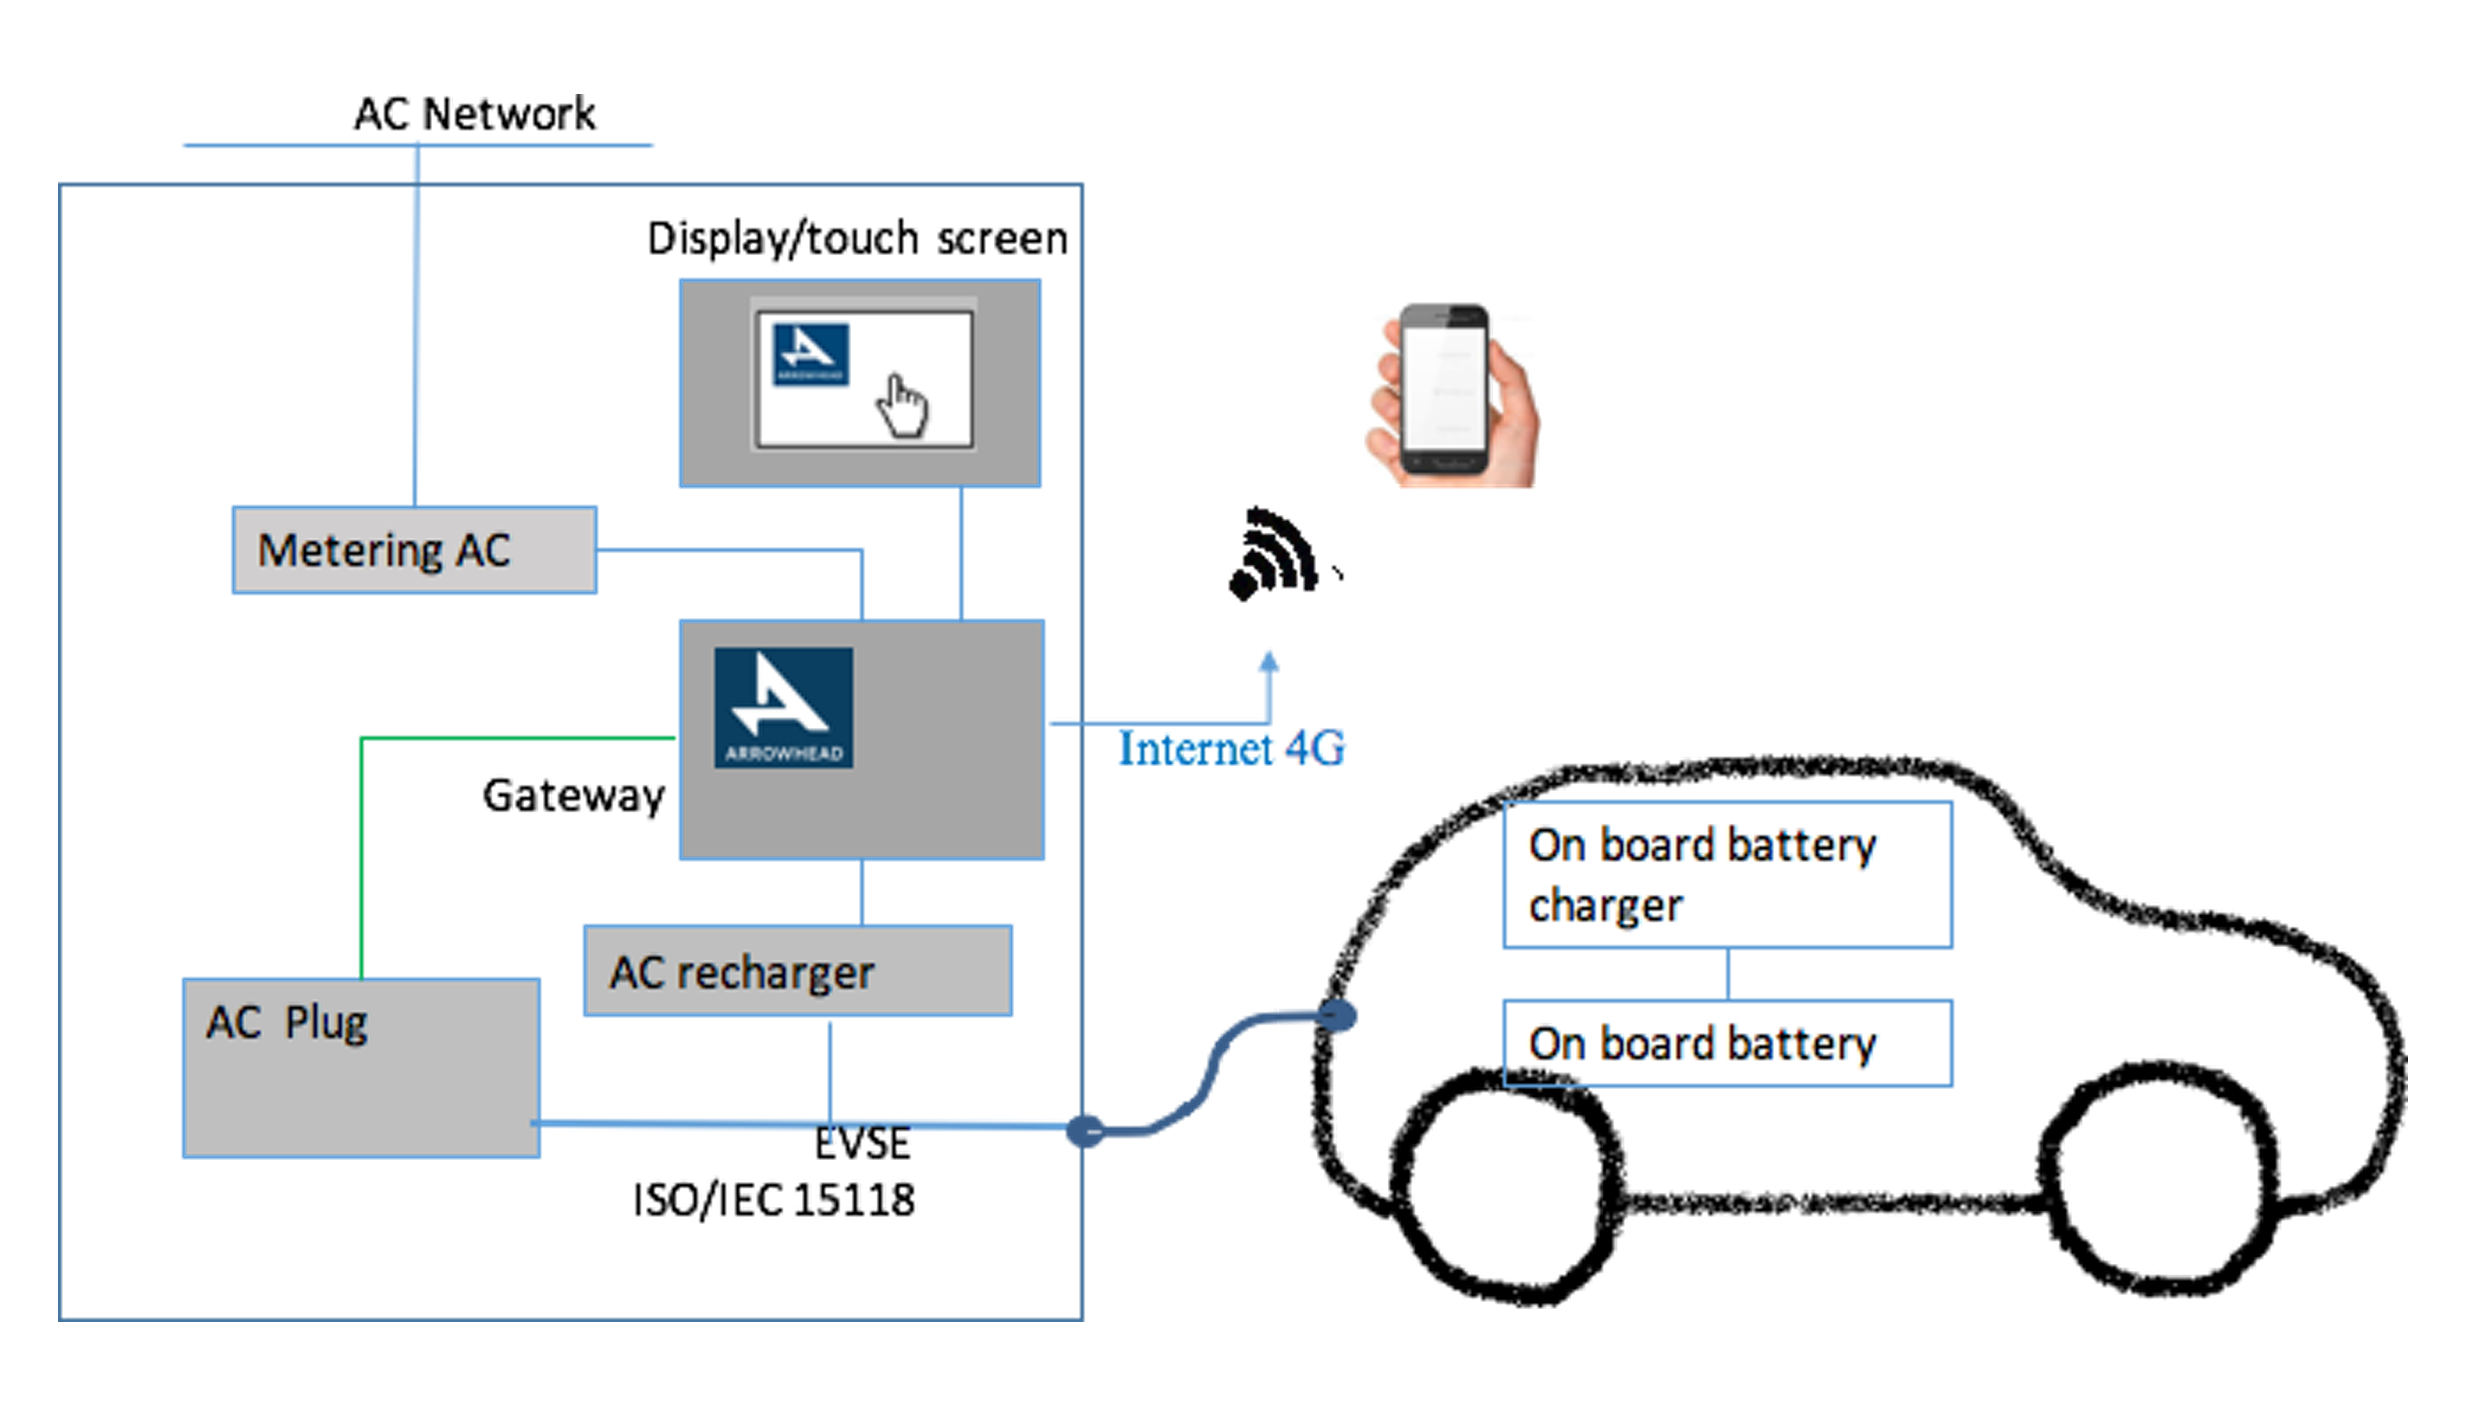 AC Network
Display/touch screen
ARROWHEAD
Metering AC
ARROWHEAD
Internet 4G
Gateway
On board battery
charger
AC recharger
AC Plug
On board battery
EVSE
ISO/IEC 15118